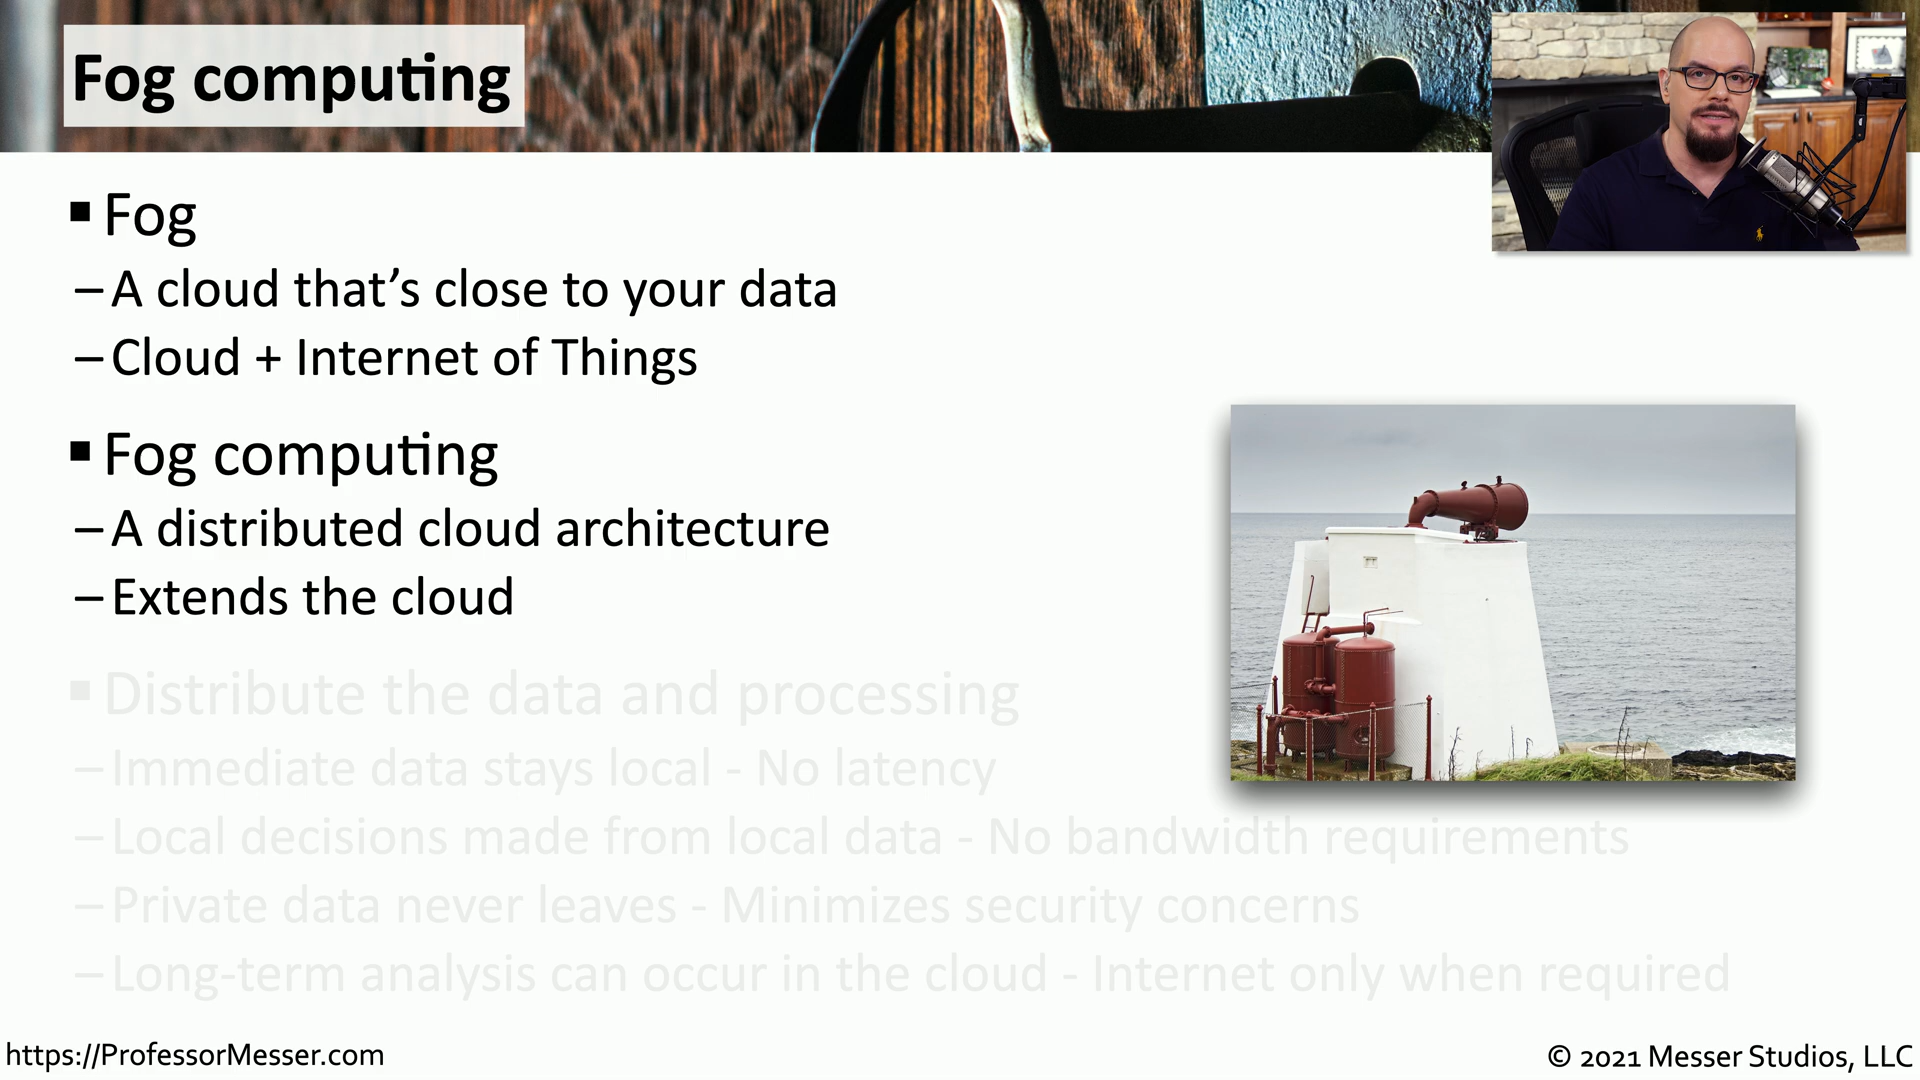 Fog computing
▪ Fog
– A cloud that’s close to your data
– Cloud + Internet of Things
▪ Fog computing
– A distributed cloud architecture
– Extends the cloud
▪ Distribute the data and processing
– Immediate data stays local - No latency
– Local decisions made from local data - No bandwidth requirements
– Private data never leaves - Minimizes security concerns
– Long-term analysis can occur in the cloud - Internet only when required
https://ProfessorMesser.com
© 2021 Messer Studios, LLC